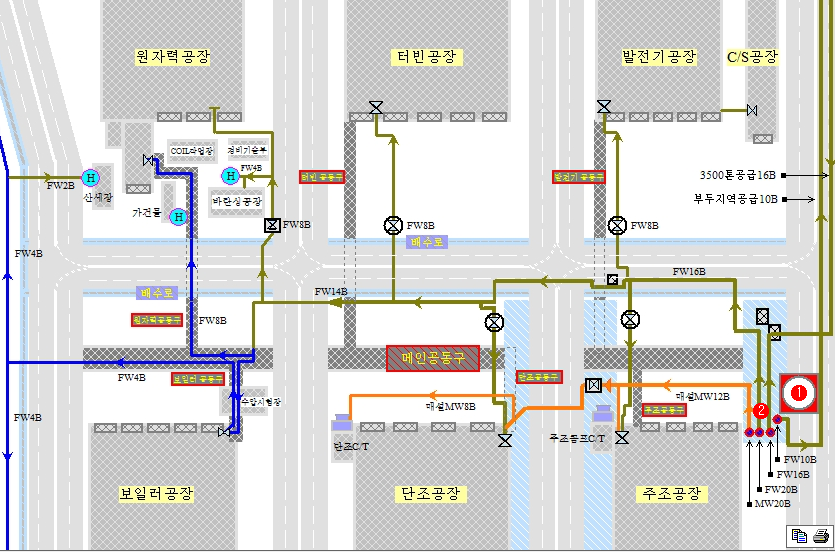 원자력공장
터빈공장
발전기공장
C/S공장
COIL작업장
정비기술부
FW4B
FW2B
산세장
가건물
바란싱공장
터빈 공동구
발전기 공동구
3500톤공급16B
부두지역공급10B
FW8B
FW8B
FW8B
배수로
FW4B
FW16B
배수로
FW14B
원자력공동구
FW8B
메인공동구
FW4B
보일러 공동구
단조공동구
수압시험장
매설MW8B
매설MW12B
주조공동구
1
2
FW4B
단조C/T
주조펌프C/T
FW10B
FW16B
FW20B
MW20B
보일러공장
단조공장
주조공장